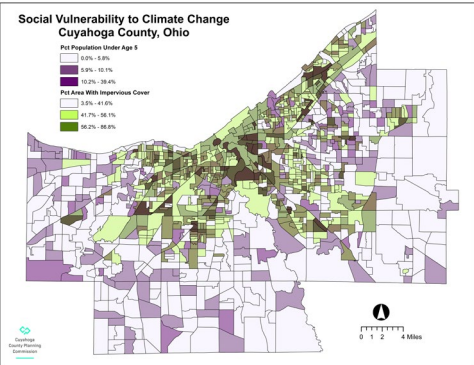 Social Vulnerability to Climate Change
Cuyahoga County, Ohio
Pct Population Under Age 5
0.0% - 5.8%
5.9% - 10.1%
10.2% - 39.4%
Pct Area With Impervious Cover
3.5% - 41.6%
41.7% - 56.1%
56.2% - 86.8%
Cuyahoga
County Planning
Commission
0 1 2 4 Miles